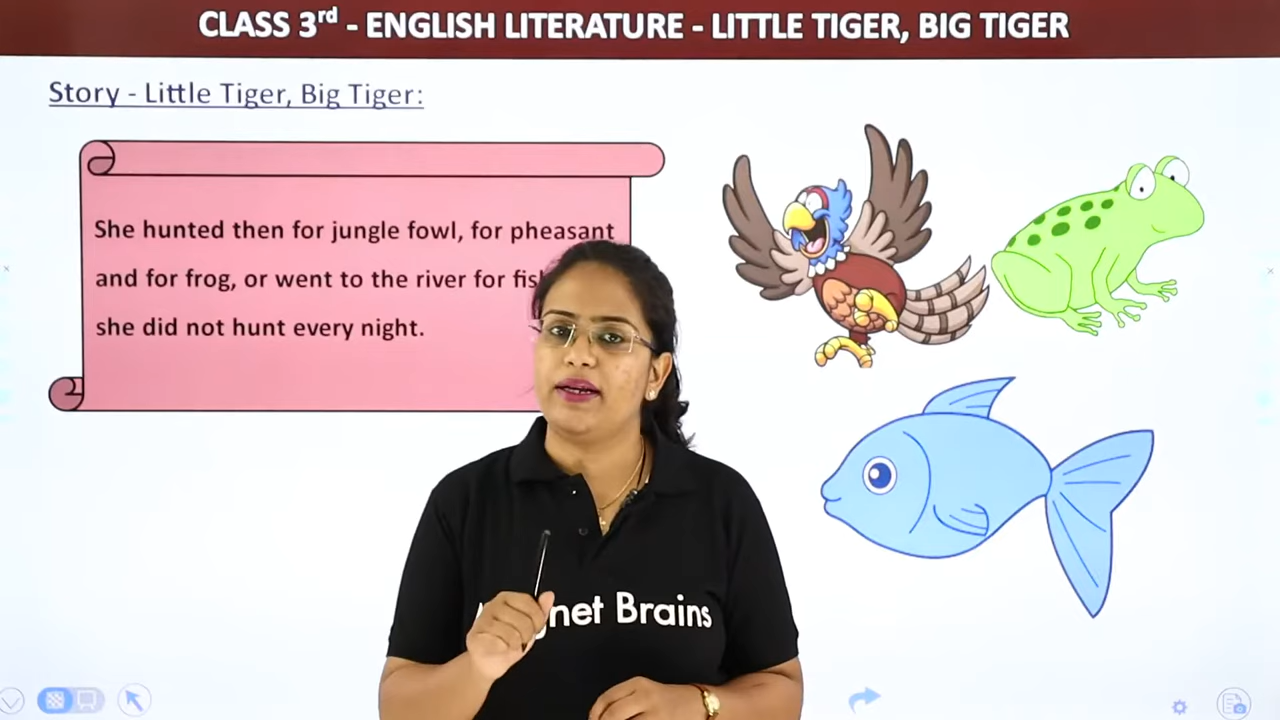 CLASS 3rd - ENGLISH LITERATURE - LITTLE TIGER, BIG TIGER
Story - Little Tiger, Big Tiger:
She hunted then for jungle fowl, for pheasant
and for frog, or went to the river for
she did not hunt every night.
Brains